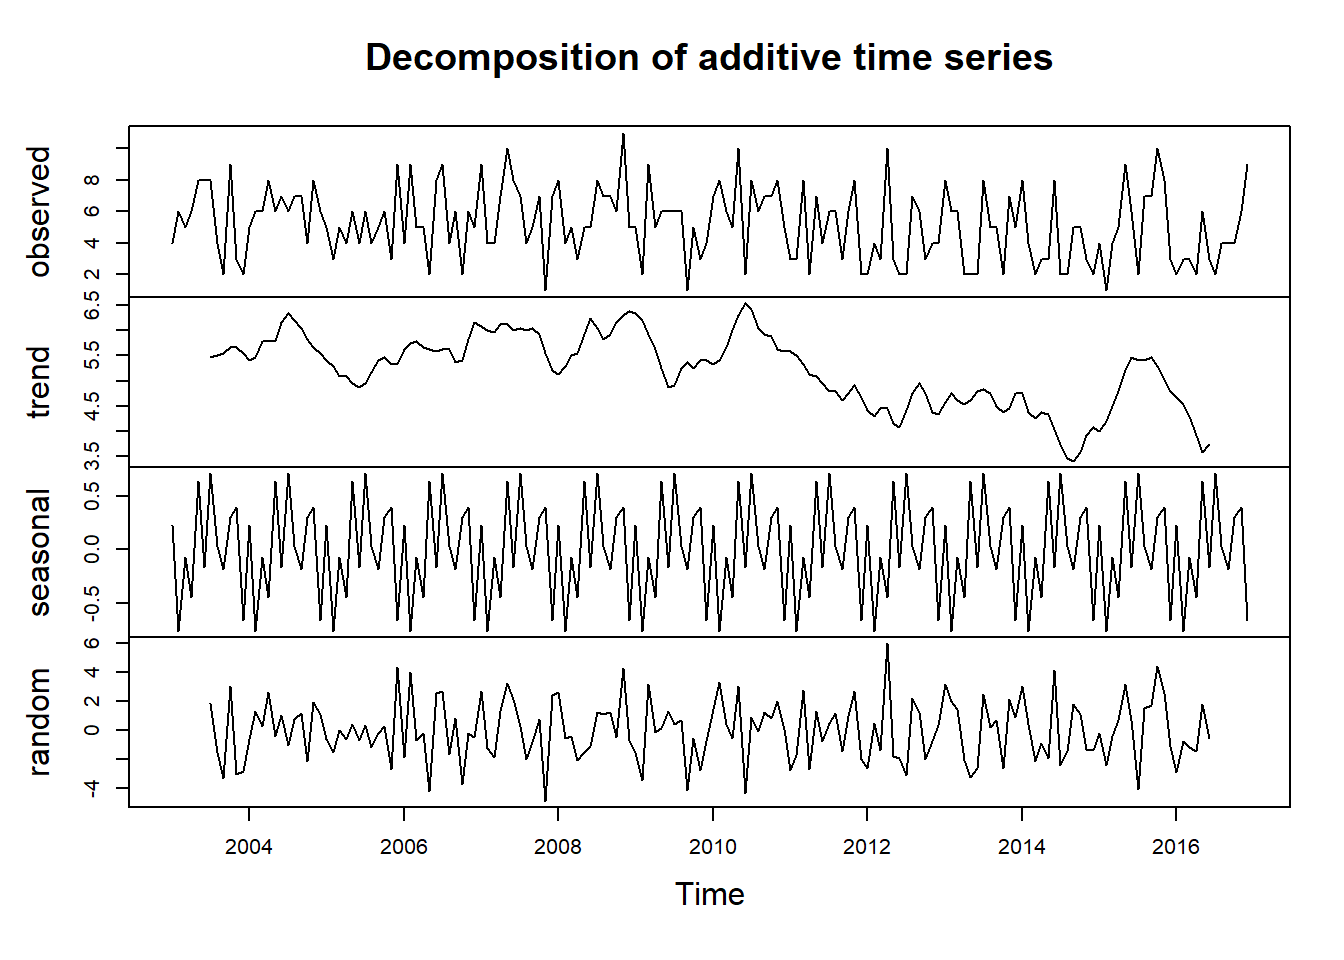 Decomposition of additive time series
observed
2 4 6 8
trend
3.5 4.5 5.5 6.5
seasonal
-0.5 0.0 0.5
random
-4 0 2 4 6
2004 2006 2008 2010 2012 2014 2016
Time